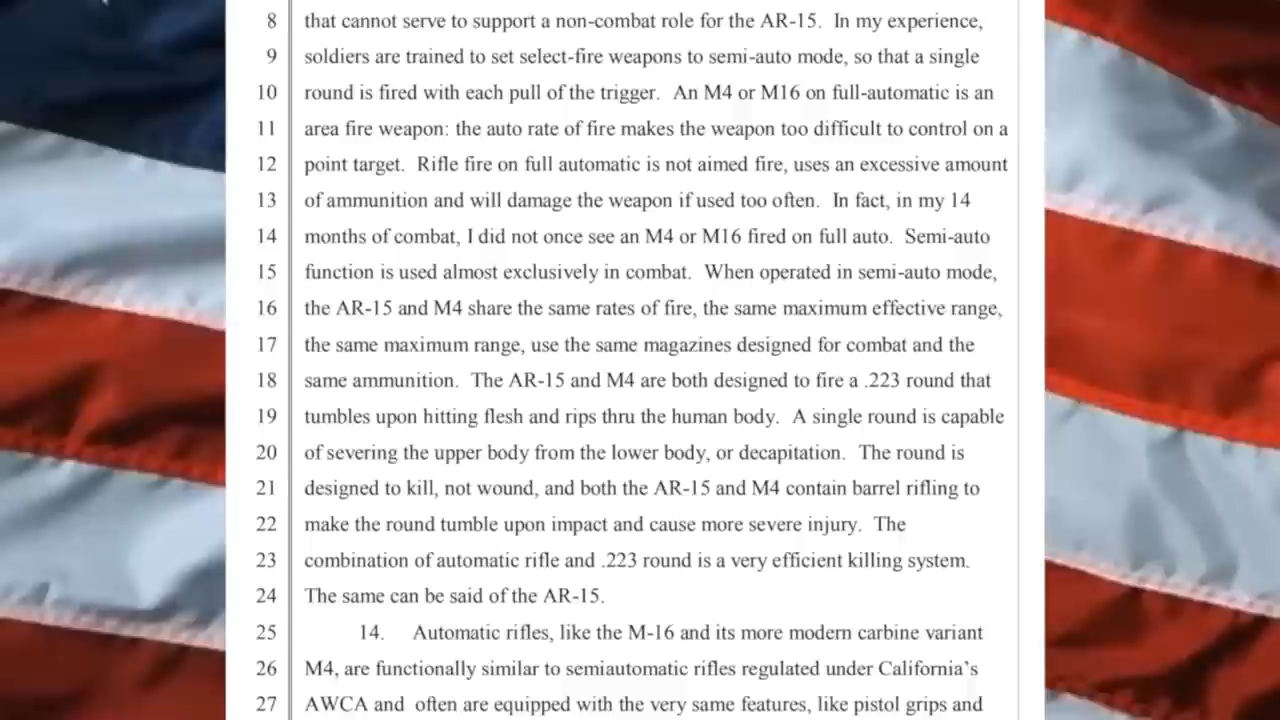 8 that cannot serve to support a non-combat role for the AR-15.  In my experience,
9 soldiers are trained to set select-fire weapons to semi-auto mode, so that a single
10 round is fired with each pull of the trigger.  An M4 or M16 on full-automatic is an
11 area fire weapon: the auto rate of fire makes the weapon too difficult to control on a
12 point target.  Rifle fire on full automatic is not aimed fire, uses an excessive amount
13 of ammunition and will damage the weapon if used too often.  In fact, in my 14
14 months of combat, I did not once see an M4 or M16 fired on full auto.  Semi-auto
15 function is used almost exclusively in combat.  When operated in semi-auto mode,
16 the AR-15 and M4 share the same rates of fire, the same maximum effective range,
17 the same maximum range, use the same magazines designed for combat and the
18 same ammunition.  The AR-15 and M4 are both designed to fire a .223 round that
19 tumbles upon hitting flesh and rips thru the human body.  A single round is capable
20 of severing the upper body from the lower body, or decapitation.  The round is
21 designed to kill, not wound, and both the AR-15 and M4 contain barrel rifling to
22 make the round tumble upon impact and cause more severe injury.  The
23 combination of automatic rifle and .223 round is a very efficient killing system.
24 The same can be said of the AR-15.
25 14. Automatic rifles, like the M-16 and its more modern carbine variant
26 M4, are functionally similar to semiautomatic rifles regulated under California's
27 AWCA and  often are equipped with the very same features, like pistol grips and